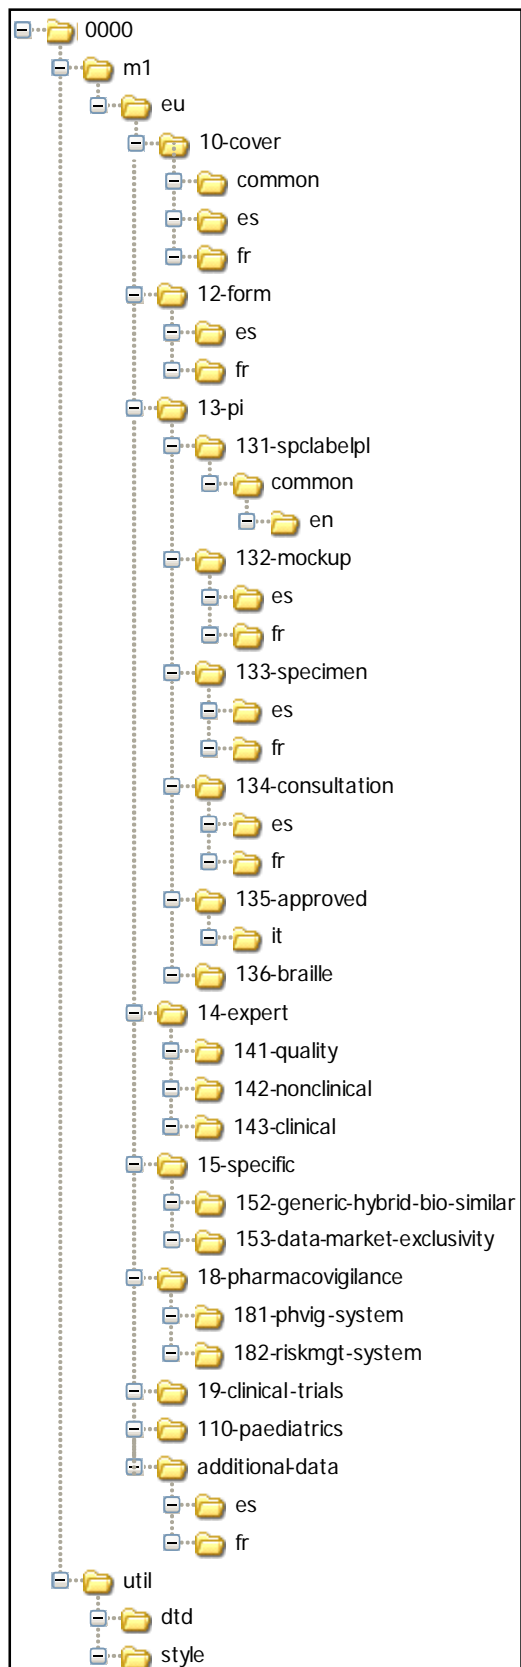 0000
m1
eu
10-cover
common
es
fr
12-form
es
fr
13-pi
131-spclabelpl
common
en
132-mockup
es
fr
133-specimen
es
fr
134-consultation
es
fr
135-approved
it
136-braille
14-expert
141-quality
142-nonclinical
143-clinical
15-specific
152-generic-hybrid-bio-similar
153-data-market-exclusivity
18-pharmacovigilance
181-phvig-system
182-riskmgt-system
19-clinical-trials
110-paediatrics
additional-data
es
fr
util
dtd
style